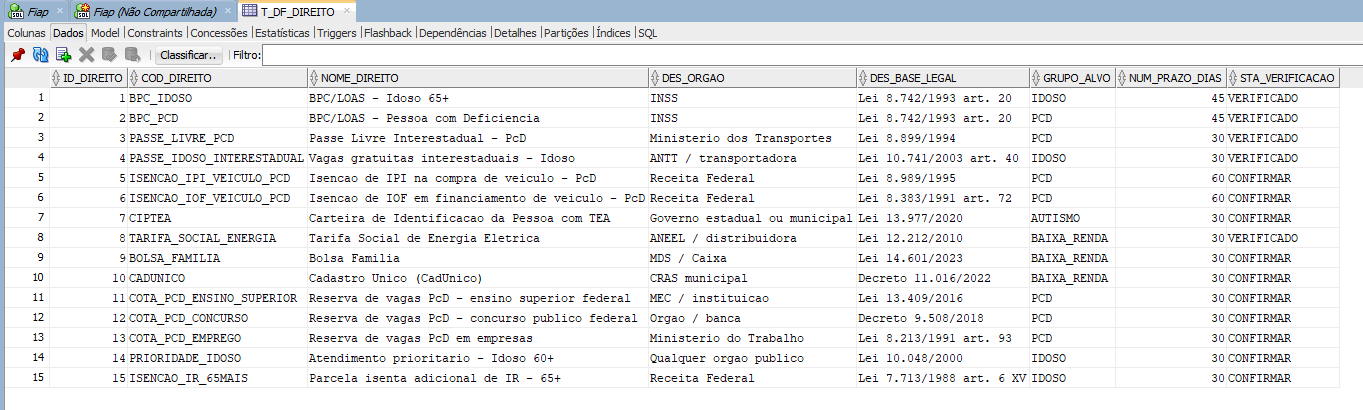 Fiap Fiap (Não Compartilhada) T_DF_DIREITO
Colunas Dados Model Constraints Concessões Estatísticas Triggers Flashback Dependências Detalhes Partições Índices SQL
Classificar.. Filtro:
ID_DIREITO COD_DIREITO NOME_DIREITO DES_ORGAO DES_BASE_LEGAL GRUPO_ALVO NUM_PRAZO_DIAS STA_VERIFICACAO
1 1 BPC_IDOSO BPC/LOAS - Idoso 65+ INSS Lei 8.742/1993 art. 20 IDOSO 45 VERIFICADO
2 2 BPC_PCD BPC/LOAS - Pessoa com Deficiencia INSS Lei 8.742/1993 art. 20 PCD 45 VERIFICADO
3 3 PASSE_LIVRE_PCD Passe Livre Interestadual - PcD Ministerio dos Transportes Lei 8.899/1994 PCD 30 VERIFICADO
4 4 PASSE_IDOSO_INTERESTADUAL Vagas gratuitas interestaduais - Idoso ANTT / transportadora Lei 10.741/2003 art. 40 IDOSO 30 VERIFICADO
5 5 ISENCAO_IPI_VEICULO_PCD Isencao de IPI na compra de veiculo - PcD Receita Federal Lei 8.989/1995 PCD 60 CONFIRMAR
6 6 ISENCAO_IOF_VEICULO_PCD Isencao de IOF em financiamento de veiculo - PcD Receita Federal Lei 8.383/1991 art. 72 PCD 60 CONFIRMAR
7 7 CIPTEA Carteira de Identificacao da Pessoa com TEA Governo estadual ou municipal Lei 13.977/2020 AUTISMO 30 CONFIRMAR
8 8 TARIFA_SOCIAL_ENERGIA Tarifa Social de Energia Eletrica ANEEL / distribuidora Lei 12.212/2010 BAIXA_RENDA 30 VERIFICADO
9 9 BOLSA_FAMILIA Bolsa Familia MDS / Caixa Lei 14.601/2023 BAIXA_RENDA 30 CONFIRMAR
10 10 CADUNICO Cadastro Unico (CadUnico) CRAS municipal Decreto 11.016/2022 BAIXA_RENDA 30 CONFIRMAR
11 11 COTA_PCD_ENSINO_SUPERIOR Reserva de vagas PcD - ensino superior federal MEC / instituicao Lei 13.409/2016 PCD 30 CONFIRMAR
12 12 COTA_PCD_CONCURSO Reserva de vagas PcD - concurso publico federal Orgao / banca Decreto 9.508/2018 PCD 30 CONFIRMAR
13 13 COTA_PCD_EMPREGO Reserva de vagas PcD em empresas Ministerio do Trabalho Lei 8.213/1991 art. 93 PCD 30 CONFIRMAR
14 14 PRIORIDADE_IDOSO Atendimento prioritario - Idoso 60+ Qualquer orgao publico Lei 10.048/2000 IDOSO 30 CONFIRMAR
15 15 ISENCAO_IR_65MAIS Parcela isenta adicional de IR - 65+ Receita Federal Lei 7.713/1988 art. 6 XV IDOSO 30 CONFIRMAR